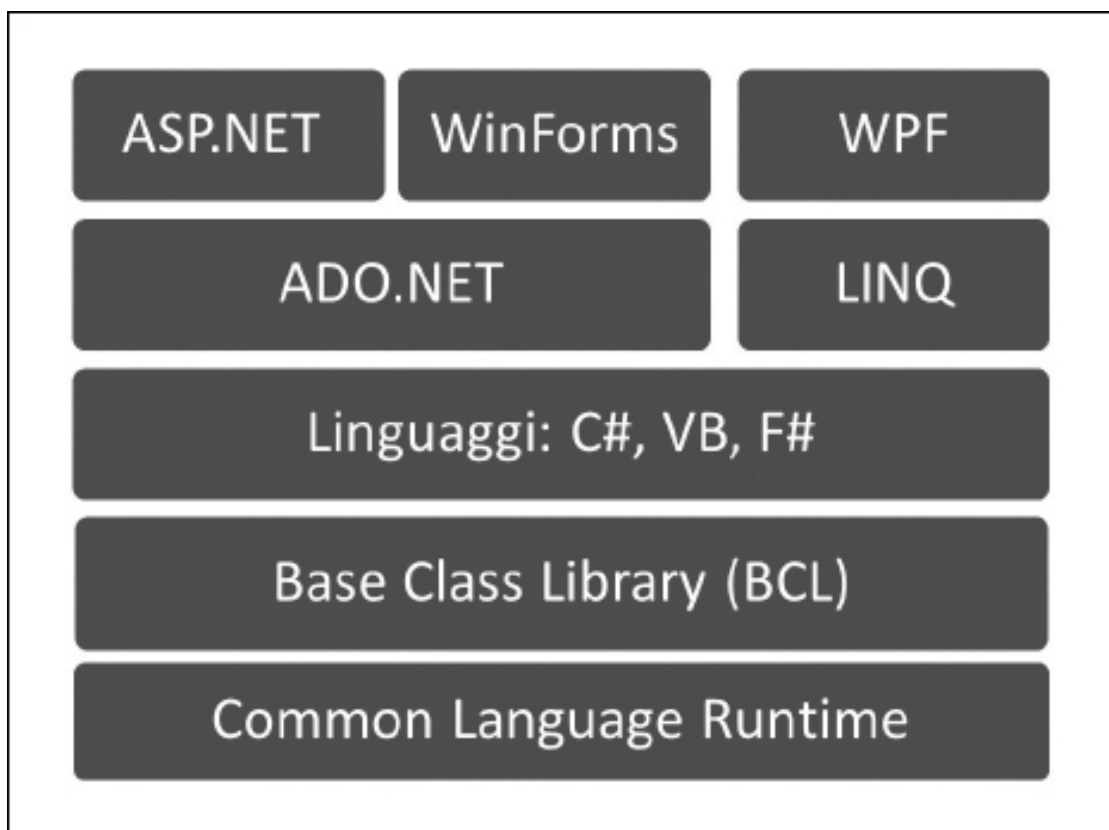 ASP.NET
WinForms
WPF
ADO.NET
LINQ
Linguaggi: C#, VB, F#
Base Class Library (BCL)
Common Language Runtime